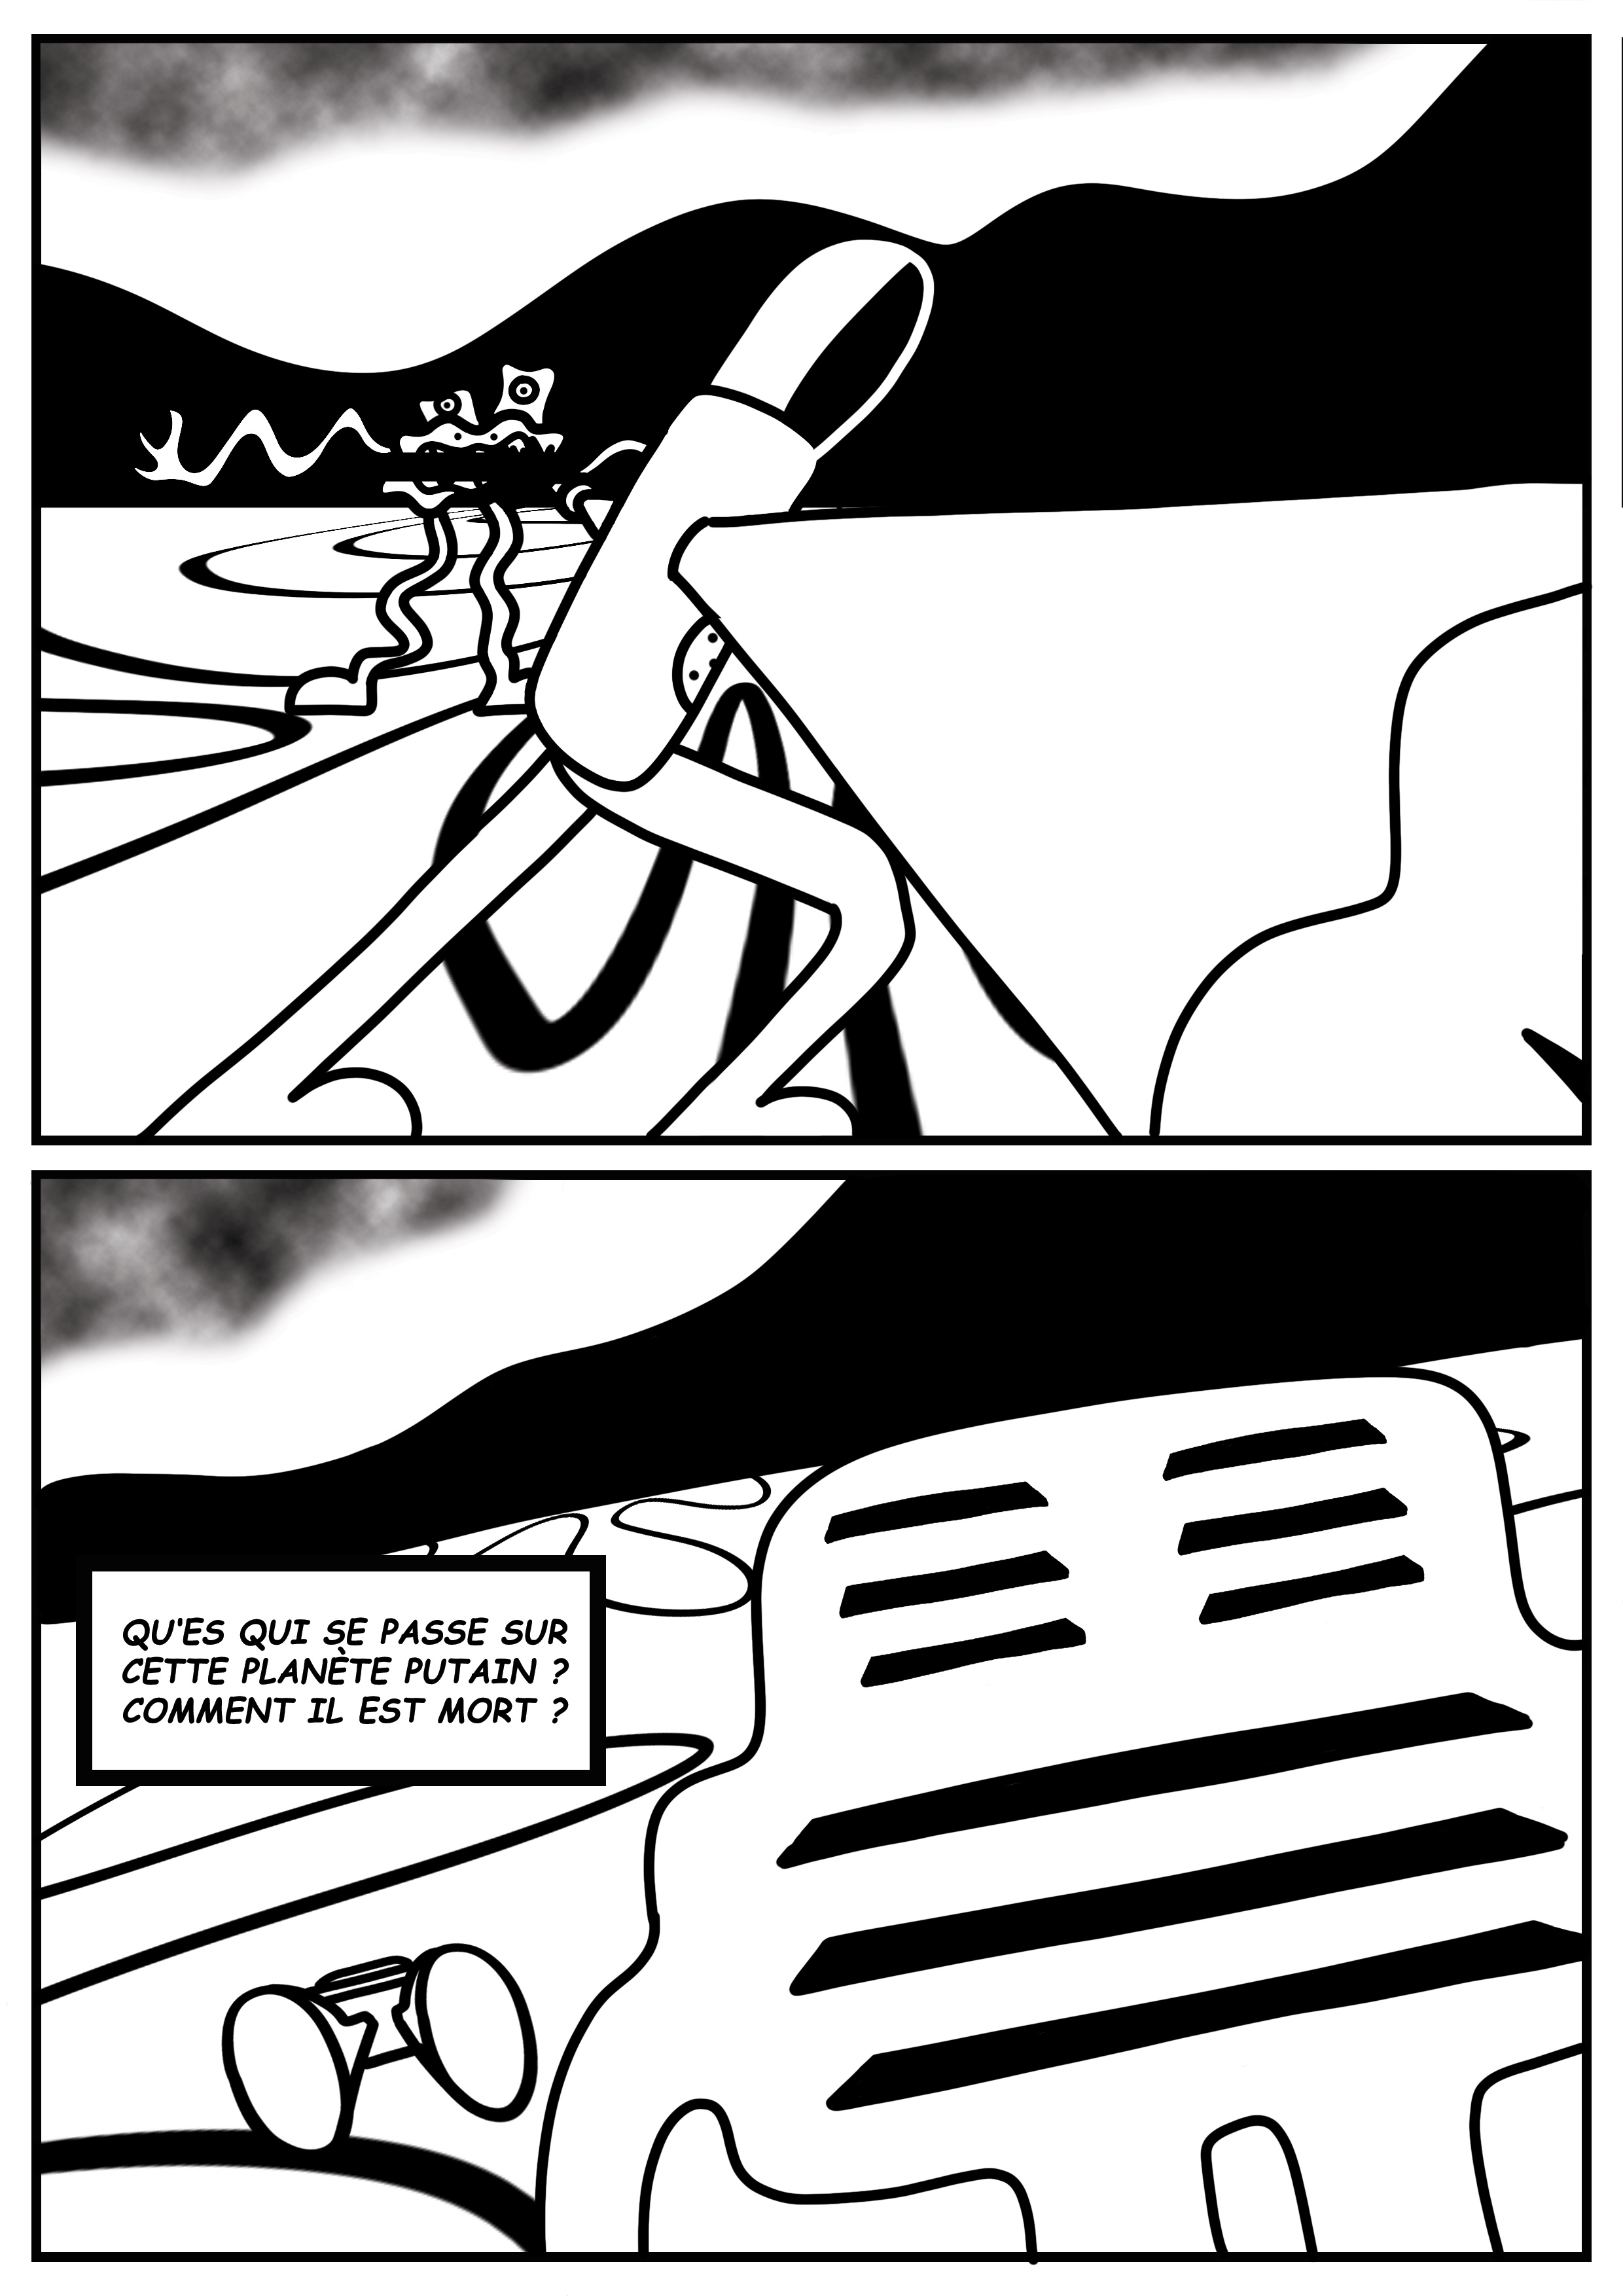 QU'ES QUI SE PASSE SUR
CETTE PLANÈTE PUTAIN ?
COMMENT IL EST MORT ?